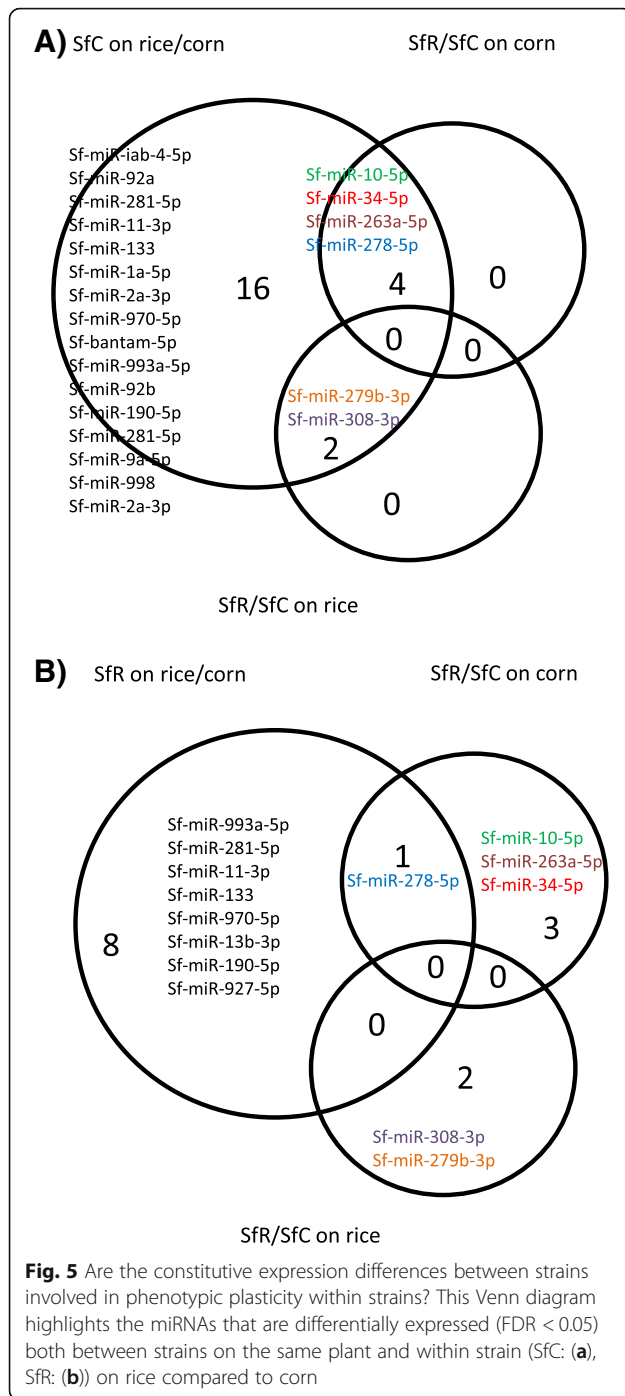 A)
SfC on rice/corn
SfR/SfC on corn
Sf-miR-iab-4-5p
Sf-miR-92a
Sf-miR-281-5p
Sf-miR-11-3p
Sf-miR-133
Sf-miR-1a-5p
Sf-miR-2a-3p
Sf-miR-970-5p
Sf-bantam-5p
Sf-miR-993a-5p
Sf-miR-92b
Sf-miR-190-5p
Sf-miR-281-5p
Sf-miR-9a-5p
Sf-miR-998
Sf-miR-2a-3p
16
Sf-miR-10-5p
Sf-miR-34-5p
Sf-miR-263a-5p
Sf-miR-278-5p
4
0
0
0
Sf-miR-279b-3p
Sf-miR-308-3p
2
0
SfR/SfC on rice
B)
SfR on rice/corn
SfR/SfC on corn
Sf-miR-993a-5p
Sf-miR-281-5p
Sf-miR-11-3p
Sf-miR-133
Sf-miR-970-5p
Sf-miR-13b-3p
Sf-miR-190-5p
Sf-miR-927-5p
8
1
Sf-miR-278-5p
Sf-miR-10-5p
Sf-miR-263a-5p
Sf-miR-34-5p
3
0
0
0
2
Sf-miR-308-3p
Sf-miR-279b-3p
SfR/SfC on rice
Fig. 5 Are the constitutive expression differences between strains
involved in phenotypic plasticity within strains? This Venn diagram
highlights the miRNAs that are differentially expressed (FDR < 0.05)
both between strains on the same plant and within strain (SfC: (a),
SfR: (b)) on rice compared to corn